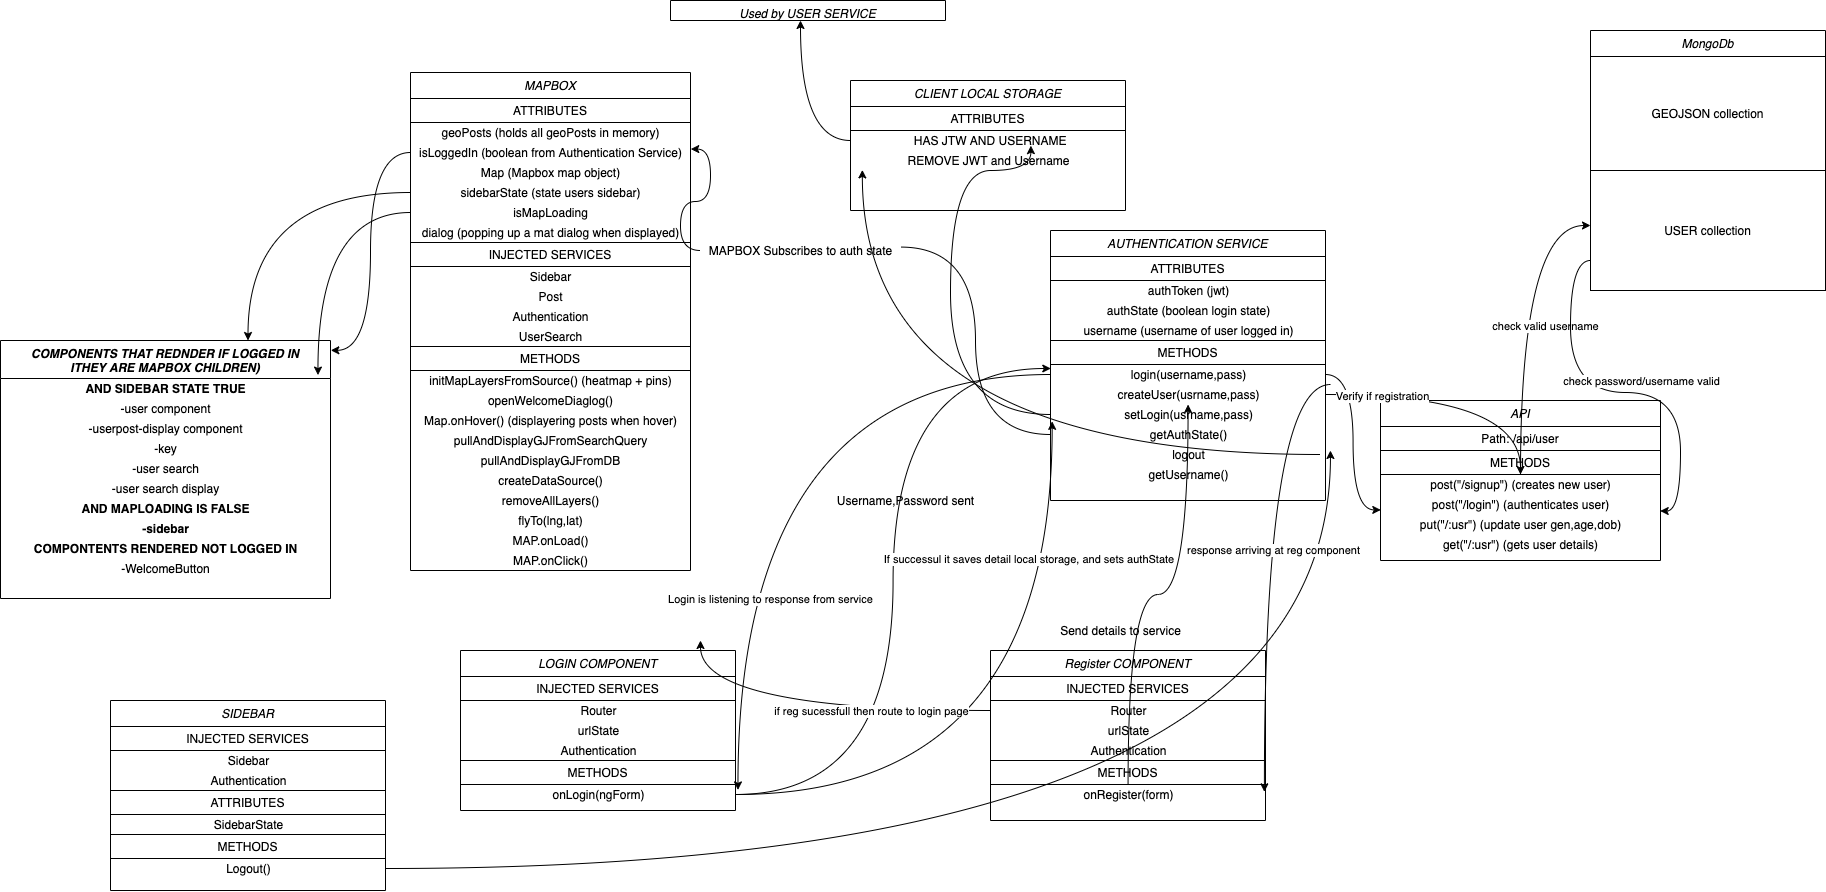 Used by USER SERVICE
MongoDb
GEOJSON collection
USER collection
MAPBOX
ATTRIBUTES
geoPosts (holds all geoPosts in memory)
isLoggedIn (boolean from Authentication Service)
Map (Mapbox map object)
sidebarState (state users sidebar)
isMapLoading
dialog (popping up a mat dialog when displayed)
INJECTED SERVICES
Sidebar
Post
Authentication
UserSearch
METHODS
initMapLayersFromSource() (heatmap + pins)
openWelcomeDiaglog()
Map.onHover() (displayering posts when hover)
pullAndDisplayGJFromSearchQuery
pullAndDisplayGJFromDB
createDataSource()
removeAllLayers()
flyTo(lng,lat)
MAP.onLoad()
MAP.onClick()
CLIENT LOCAL STORAGE
ATTRIBUTES
HAS JTW AND USERNAME
REMOVE JWT and Username
MAPBOX Subscribes to auth state
AUTHENTICATION SERVICE
ATTRIBUTES
authToken (jwt)
authState (boolean login state)
username (username of user logged in)
METHODS
login(username,pass)
createUser(usrname,pass)
setLogin(usrname,pass)
getAuthState()
logout
getUsername()
check valid username
check password/username valid
Verify if registration
API
Path: /api/user
METHODS
post("/signup") (creates new user)
post("/login") (authenticates user)
put("/:usr") (update user gen,age,dob)
get("/:usr") (gets user details)
COMPONENTS THAT REDNDER IF LOGGED IN
(THEY ARE MAPBOX CHILDREN)
AND SIDEBAR STATE TRUE
-user component
-userpost-display component
-key
-user search
-user search display
AND MAPLOADING IS FALSE
-sidebar
COMPONTENTS RENDERED NOT LOGGED IN
-WelcomeButton
Username,Password sent
If successul it saves detail local storage, and sets authState
response arriving at reg component
Login is listening to response from service
Send details to service
LOGIN COMPONENT
INJECTED SERVICES
Router
urlState
Authentication
METHODS
onLogin(ngForm)
if reg sucessfull then route to login page
Register COMPONENT
INJECTED SERVICES
Router
urlState
Authentication
METHODS
onRegister(form)
SIDEBAR
INJECTED SERVICES
Sidebar
Authentication
ATTRIBUTES
SidebarState
METHODS
Logout()